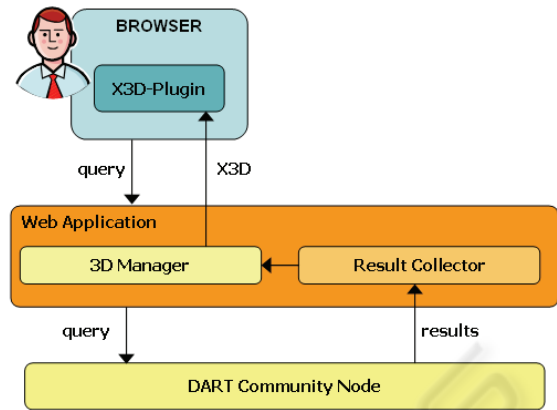 BROWSER
X3D-Plugin
query
X3D
Web Application
3D Manager
Result Collector
query
results
DART Community Node